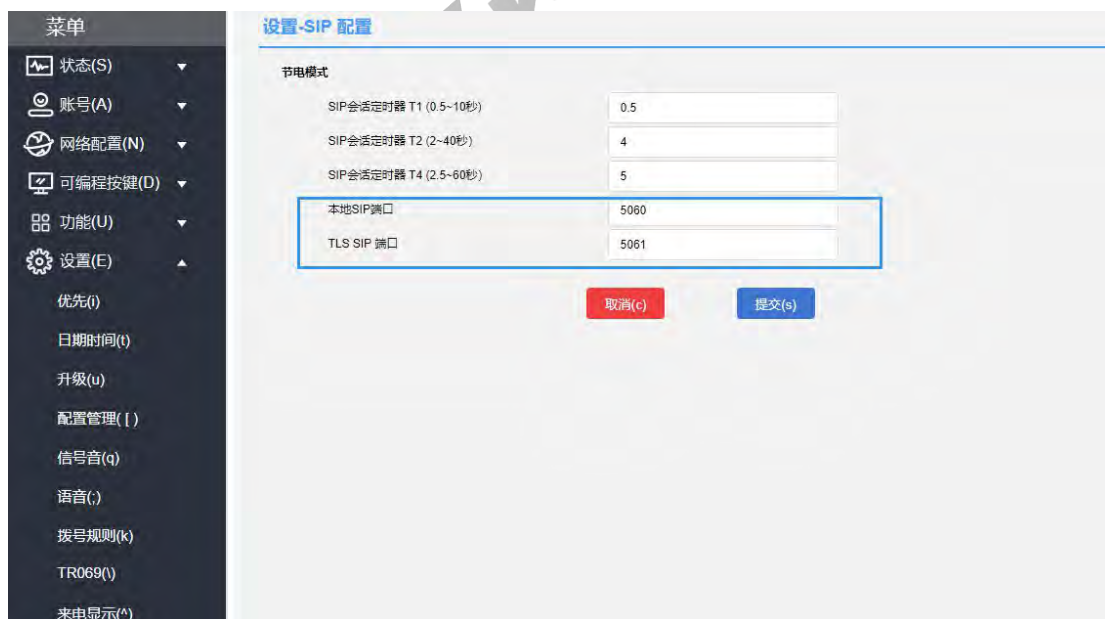 菜单
状态(S)
账号(A)
网络配置(N)
可编程按键(D)
功能(U)
设置(E)
优先(i)
日期时间(t)
升级(u)
配置管理([)
信号音(q)
语音(;)
拨号规则(k)
TR069(\)
来电显示(^)
设置-SIP 配置
节电模式
SIP会话定时器 T1 (0.5~10秒) 0.5
SIP会话定时器 T2 (2~40秒) 4
SIP会话定时器 T4 (2.5~60秒) 5
本地SIP端口 5060
TLS SIP 端口 5061
取消(c) 提交(s)